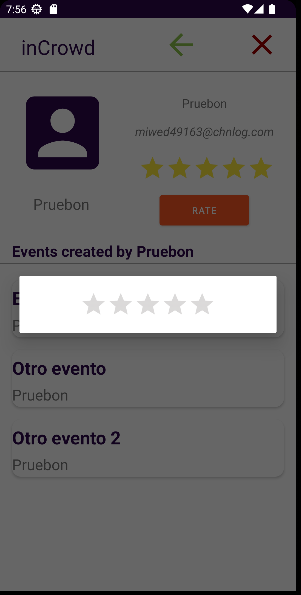 7:56
inCrowd
Pruebon
miwed49163@chnlog.com
Pruebon
RATE
Events created by Pruebon
Otro evento
Pruebon
Otro evento 2
Pruebon